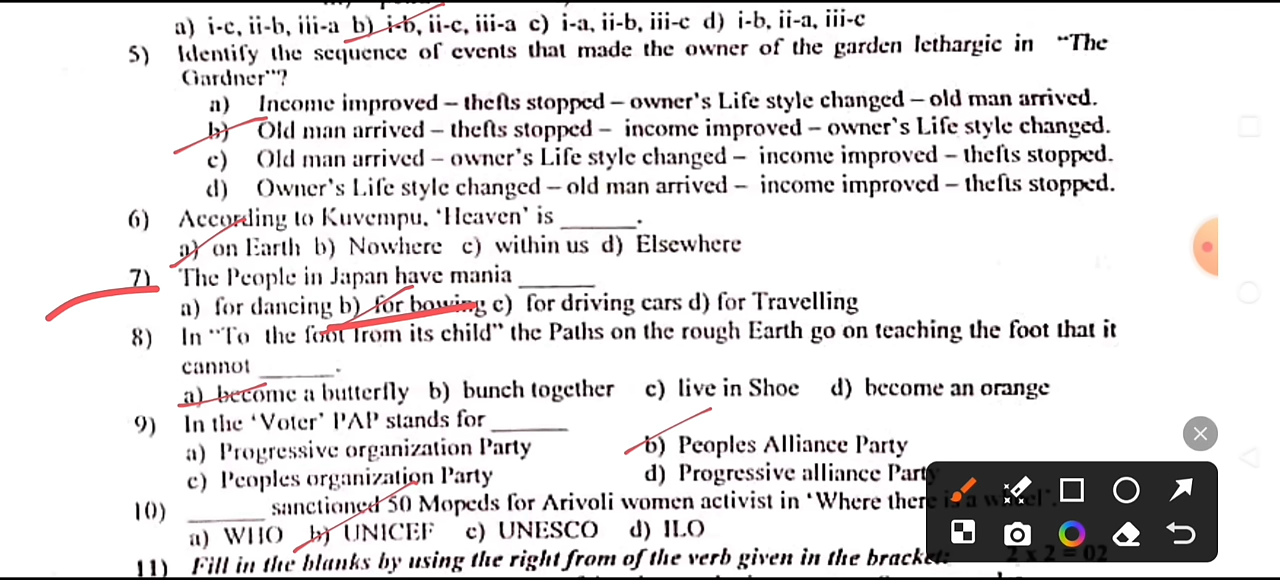 a) i-c, ii-b, iii-a b) i-b, ii-c, iii-a c) i-a, ii-b, iii-c d) i-b, ii-a, iii-c
5) Identify the sequence of events that made the owner of the garden lethargic in "The
Gardner"?
a) Income improved – thefts stopped – owner's Life style changed – old man arrived.
b) Old man arrived – thefts stopped – income improved – owner's Life style changed.
c) Old man arrived – owner's Life style changed – income improved – thefts stopped.
d) Owner's Life style changed – old man arrived – income improved – thefts stopped.
6) According to Kuvempu, 'Heaven' is ______.
a) on Earth b) Nowhere c) within us d) Elsewhere
7) The People in Japan have mania ______
a) for dancing b) for bowing c) for driving cars d) for Travelling
8) In "To the foot from its child" the Paths on the rough Earth go on teaching the foot that it
cannot ______.
a) become a butterfly b) bunch together c) live in Shoe d) become an orange
9) In the 'Voter' PAP stands for ______
a) Progressive organization Party b) Peoples Alliance Party
c) Peoples organization Party d) Progressive alliance Party
10) ______ sanctioned 50 Mopeds for Arivoli women activist in 'Where there is a wheel'.
a) WHO b) UNICEF c) UNESCO d) ILO
11) Fill in the blanks by using the right from of the verb given in the bracket: 2 x 2 = 02